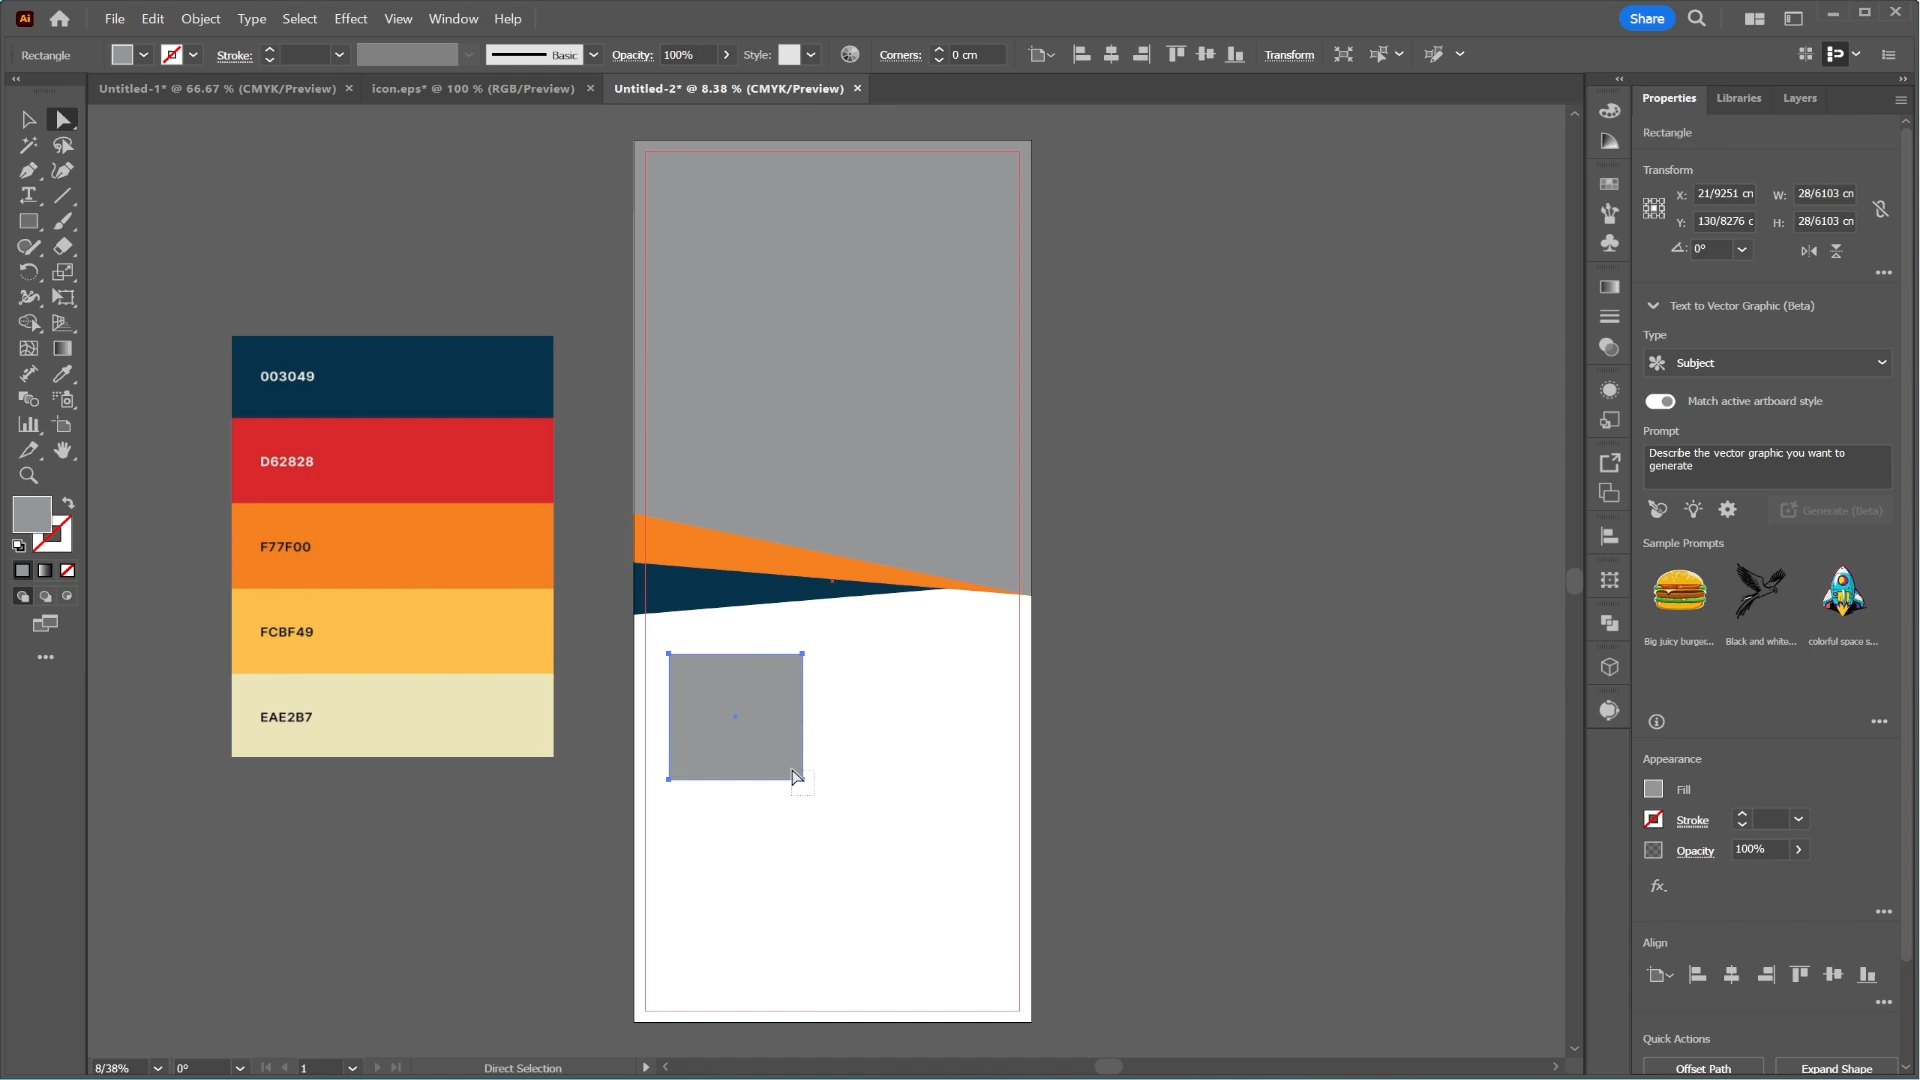 Ai File Edit Object Type Select Effect View Window Help Share
Rectangle Stroke: Basic Opacity: 100% Style: Corners: 0 cm Transform
Untitled-1* @ 66.67 % (CMYK/Preview) icon.eps* @ 100 % (RGB/Preview) Untitled-2* @ 8.38 % (CMYK/Preview)
003049
D62828
F77F00
FCBF49
EAE2B7
Properties Libraries Layers
Rectangle
Transform
X: 21/9251 cn W: 28/6103 cn
Y: 130/8276 c H: 28/6103 cn
0°
Text to Vector Graphic (Beta)
Type
Subject
Match active artboard style
Prompt
Describe the vector graphic you want to
generate
Generate (Beta)
Sample Prompts
Big juicy burger... Black and white... colorful space s...
Appearance
Fill
Stroke
Opacity 100%
fx.
Align
Quick Actions
Offset Path Expand Shape
8/38% 0° 1 Direct Selection